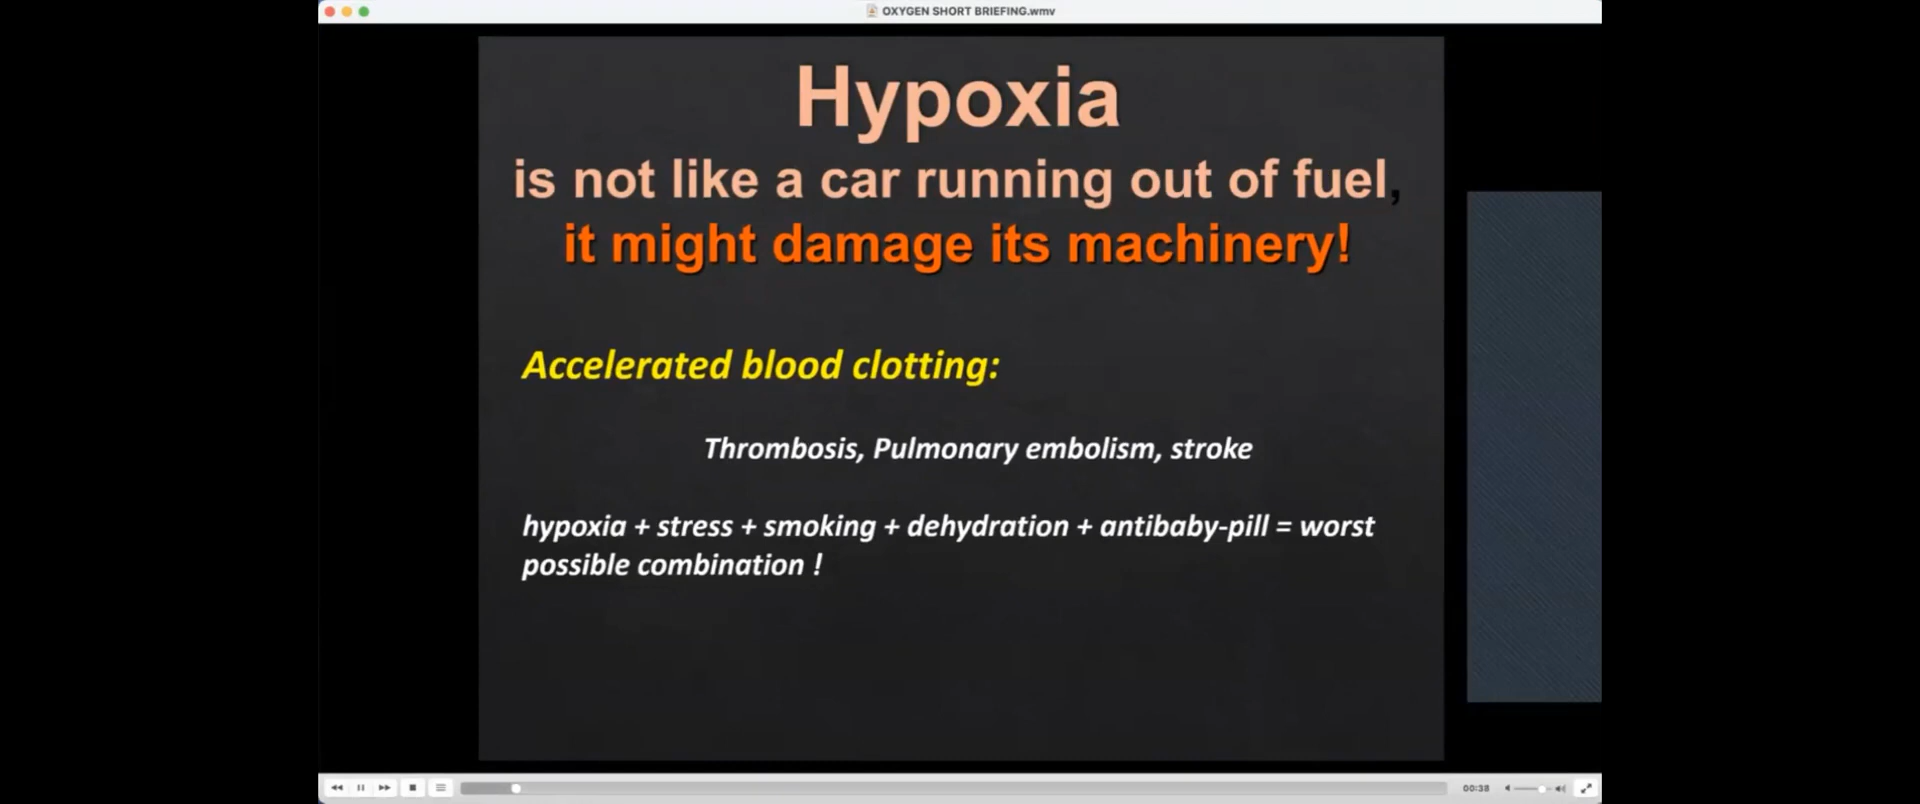 OXYGEN SHORT BRIEFING.wmv
Hypoxia
is not like a car running out of fuel,
it might damage its machinery!
Accelerated blood clotting:
Thrombosis, Pulmonary embolism, stroke
hypoxia + stress + smoking + dehydration + antibaby-pill = worst
possible combination !
00:38